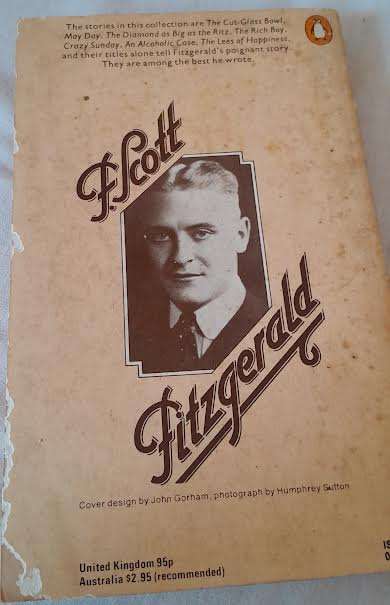 The stories in this collection are The Cut-Glass Bowl,
May Day, The Diamond as Big as the Ritz, The Rich Boy,
Crazy Sunday, An Alcoholic Case, The Lees of Happiness,
and their titles alone tell Fitzgerald's poignant story.
They are among the best he wrote.
F. Scott
Fitzgerald
Cover design by John Gorham, photograph by Humphrey Sutton
United Kingdom 95p
Australia $2.95 (recommended)
IS
0